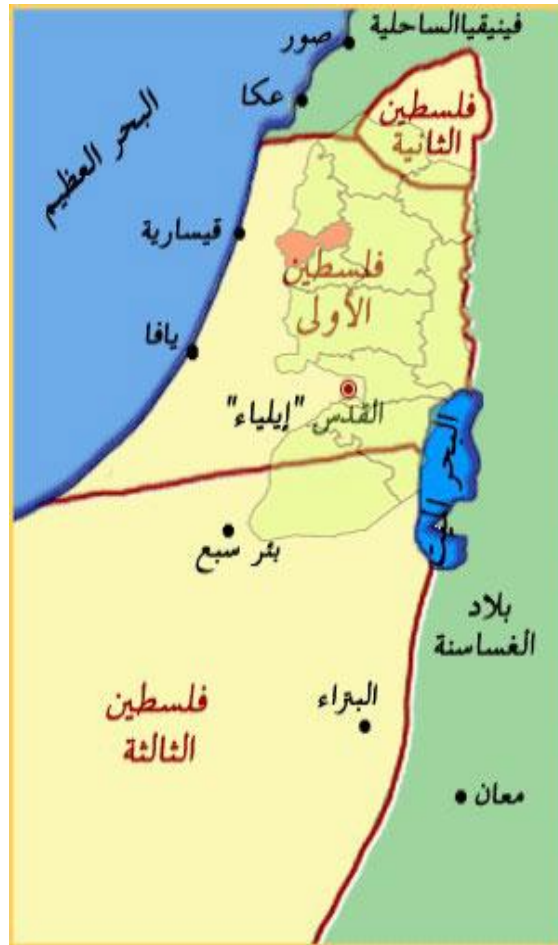 فينيقياالساحلية
صور
عكا
فلسطين
الثانية
البحر العظيم
قيسارية
فلسطين
الأولى
يافا
القدس "إيلياء"
البحر
بئر سبع
بلاد
الغساسنة
فلسطين
الثالثة
البتراء
معان